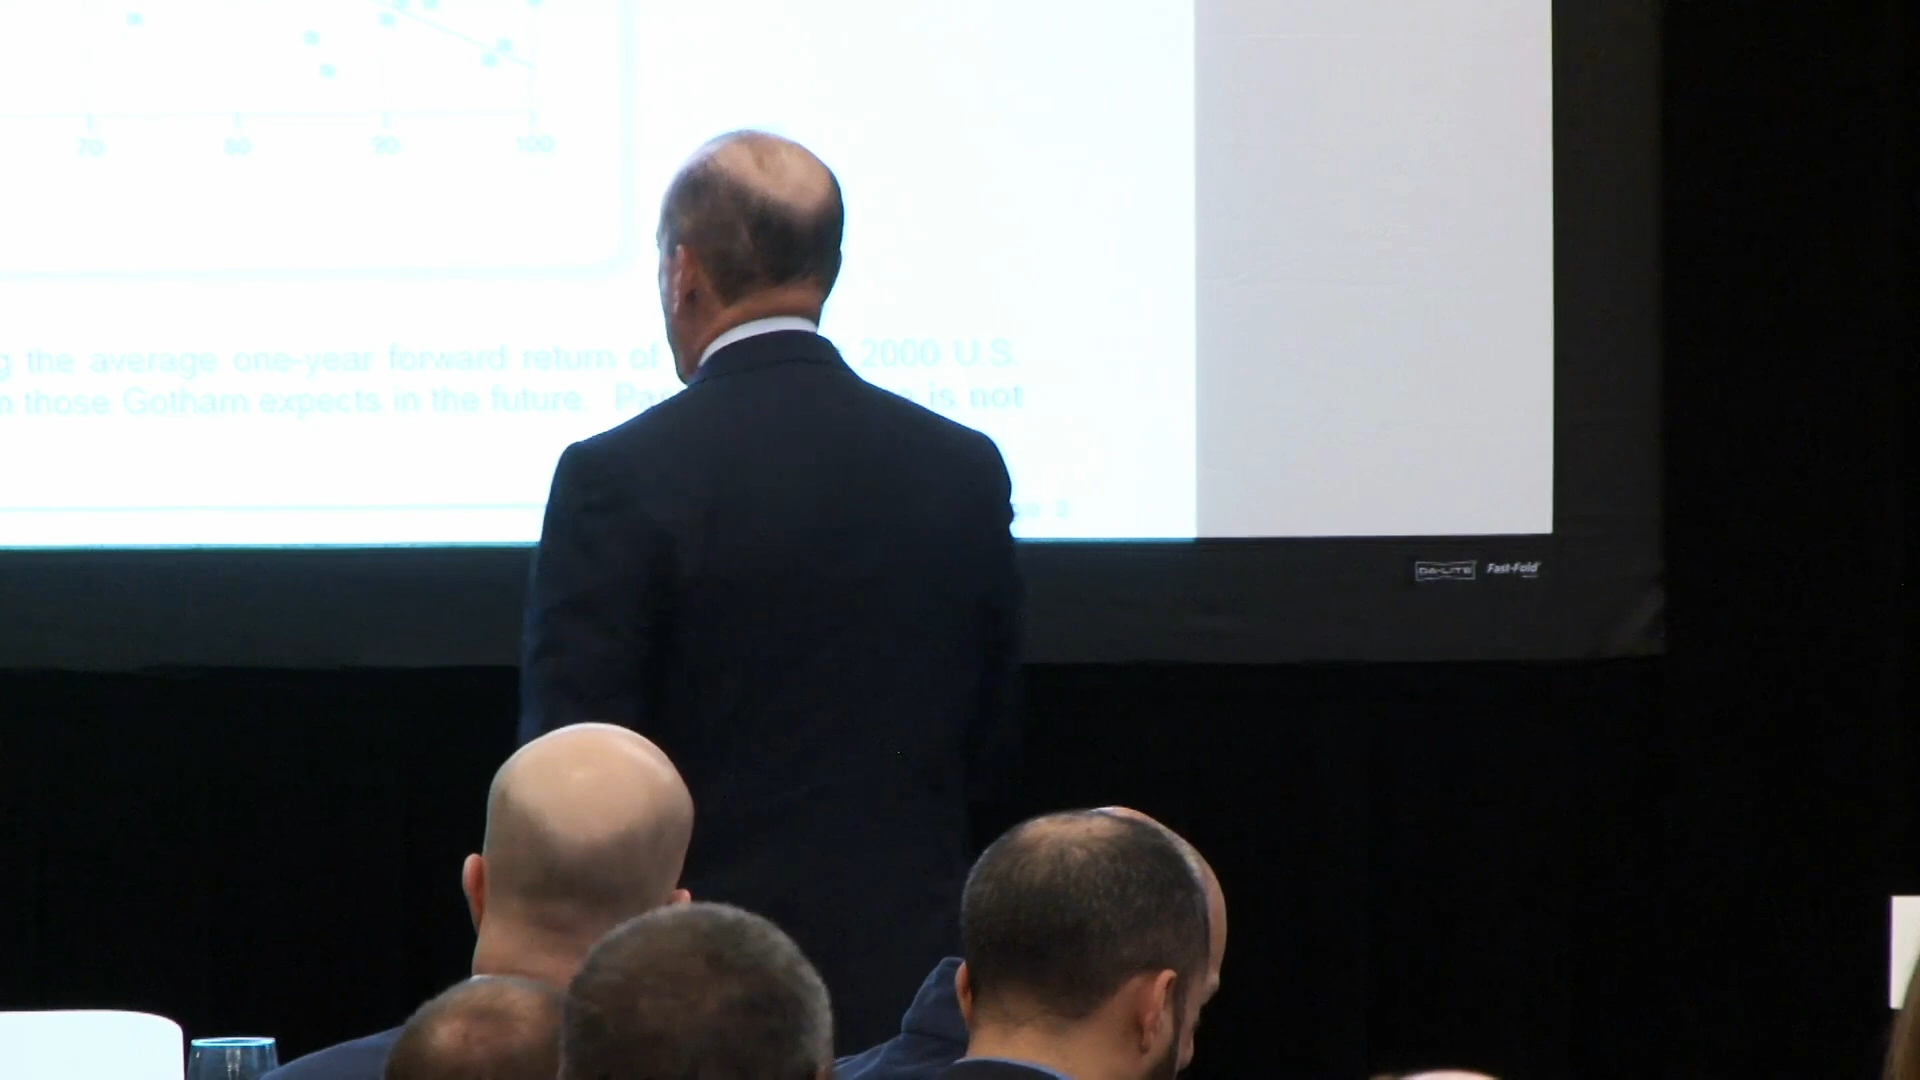 70 80 90 100
the average one-year forward return of 2000 U.S.
those Gotham expects in the future. is not
DA-LITE Fast-Fold